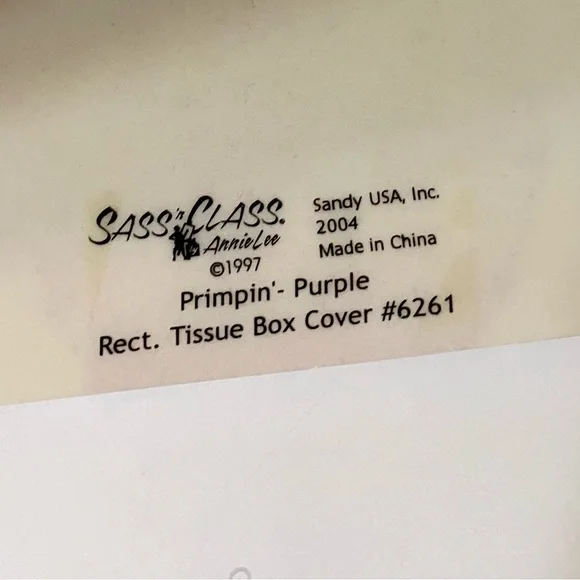 SASS 'n CLASS.
Annie Lee
©1997
Sandy USA, Inc.
2004
Made in China
Primpin'- Purple
Rect. Tissue Box Cover #6261